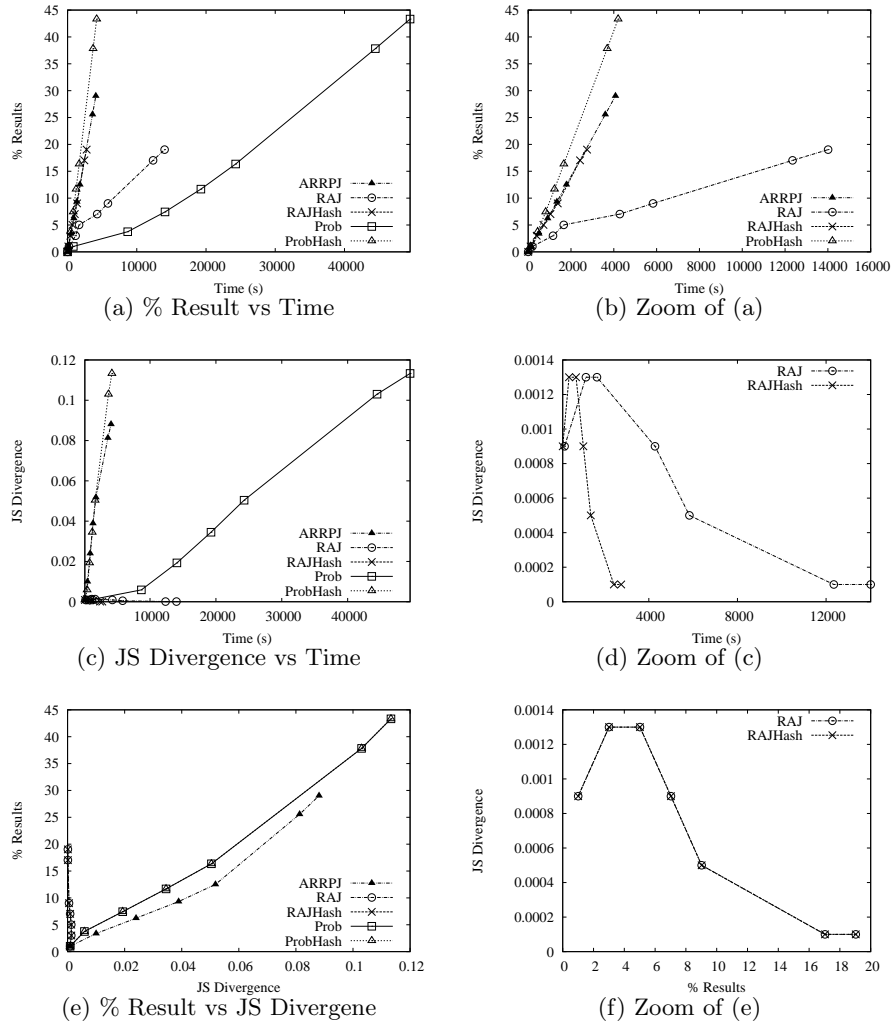 45
40
35
30
25
20
15
10
5
0
% Results
0 10000 20000 30000 40000
Time (s)
ARRPJ
RAJ
RAJHash
Prob
ProbHash
(a) % Result vs Time
45
40
35
30
25
20
15
10
5
0
% Results
0 2000 4000 6000 8000 10000 12000 14000 16000
Time (s)
ARRPJ
RAJ
RAJHash
ProbHash
(b) Zoom of (a)
0.12
0.1
0.08
0.06
0.04
0.02
0
JS Divergence
10000 20000 30000 40000
Time (s)
ARRPJ
RAJ
RAJHash
Prob
ProbHash
(c) JS Divergence vs Time
0.0014
0.0012
0.001
0.0008
0.0006
0.0004
0.0002
0
JS Divergence
4000 8000 12000
Time (s)
RAJ
RAJHash
(d) Zoom of (c)
45
40
35
30
25
20
15
10
5
0
% Results
0 0.02 0.04 0.06 0.08 0.1 0.12
JS Divergence
ARRPJ
RAJ
RAJHash
Prob
ProbHash
(e) % Result vs JS Divergene
0.0014
0.0012
0.001
0.0008
0.0006
0.0004
0.0002
0
JS Divergence
0 2 4 6 8 10 12 14 16 18 20
% Results
RAJ
RAJHash
(f) Zoom of (e)